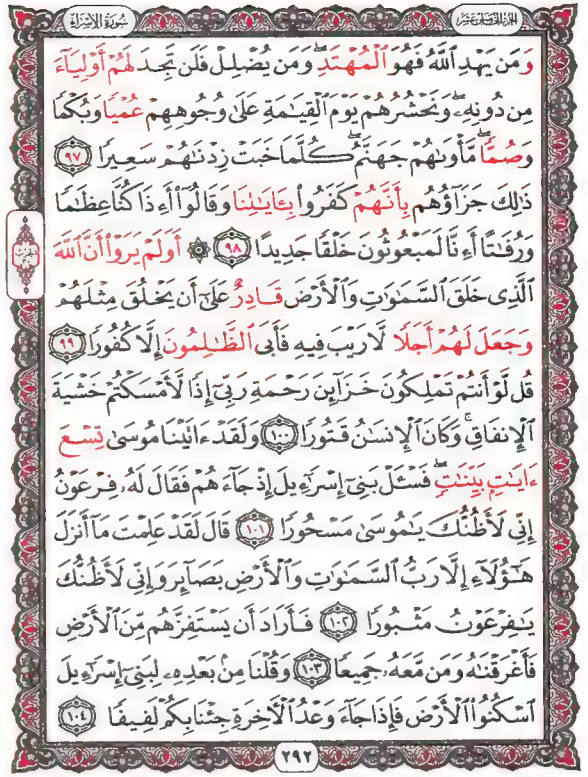 الجزء الخامس عشر
سورة الإسراء
وَمَن يَهْدِ ٱللَّهُ فَهُوَ ٱلْمُهْتَدِ ۖ وَمَن يُضْلِلْ فَلَن تَجِدَ لَهُمْ أَوْلِيَآءَ
مِن دُونِهِۦ ۖ وَنَحْشُرُهُمْ يَوْمَ ٱلْقِيَٰمَةِ عَلَىٰ وُجُوهِهِمْ عُمْيًا وَبُكْمًا
وَصُمًّا ۖ مَّأْوَىٰهُمْ جَهَنَّمُ ۖ كُلَّمَا خَبَتْ زِدْنَٰهُمْ سَعِيرًا ٩٧
ذَٰلِكَ جَزَآؤُهُم بِأَنَّهُمْ كَفَرُوا۟ بِـَٔايَٰتِنَا وَقَالُوٓا۟ أَءِذَا كُنَّا عِظَٰمًا
وَرُفَٰتًا أَءِنَّا لَمَبْعُوثُونَ خَلْقًا جَدِيدًا ٩٨ ۞ أَوَلَمْ يَرَوْا۟ أَنَّ ٱللَّهَ
ٱلَّذِى خَلَقَ ٱلسَّمَٰوَٰتِ وَٱلْأَرْضَ قَادِرٌ عَلَىٰٓ أَن يَخْلُقَ مِثْلَهُمْ
وَجَعَلَ لَهُمْ أَجَلًا لَّا رَيْبَ فِيهِ فَأَبَى ٱلظَّٰلِمُونَ إِلَّا كُفُورًا ٩٩
قُل لَّوْ أَنتُمْ تَمْلِكُونَ خَزَآئِنَ رَحْمَةِ رَبِّىٓ إِذًا لَّأَمْسَكْتُمْ خَشْيَةَ
ٱلْإِنفَاقِ ۚ وَكَانَ ٱلْإِنسَٰنُ قَتُورًا ١٠٠ وَلَقَدْ ءَاتَيْنَا مُوسَىٰ تِسْعَ
ءَايَٰتٍۭ بَيِّنَٰتٍ ۖ فَسْـَٔلْ بَنِىٓ إِسْرَٰٓءِيلَ إِذْ جَآءَهُمْ فَقَالَ لَهُۥ فِرْعَوْنُ
إِنِّى لَأَظُنُّكَ يَٰمُوسَىٰ مَسْحُورًا ١٠١ قَالَ لَقَدْ عَلِمْتَ مَآ أَنزَلَ
هَٰٓؤُلَآءِ إِلَّا رَبُّ ٱلسَّمَٰوَٰتِ وَٱلْأَرْضِ بَصَآئِرَ وَإِنِّى لَأَظُنُّكَ
يَٰفِرْعَوْنُ مَثْبُورًا ١٠٢ فَأَرَادَ أَن يَسْتَفِزَّهُم مِّنَ ٱلْأَرْضِ
فَأَغْرَقْنَٰهُ وَمَن مَّعَهُۥ جَمِيعًا ١٠٣ وَقُلْنَا مِنۢ بَعْدِهِۦ لِبَنِىٓ إِسْرَٰٓءِيلَ
ٱسْكُنُوا۟ ٱلْأَرْضَ فَإِذَا جَآءَ وَعْدُ ٱلْءَاخِرَةِ جِئْنَا بِكُمْ لَفِيفًا ١٠٤
٢٩٢